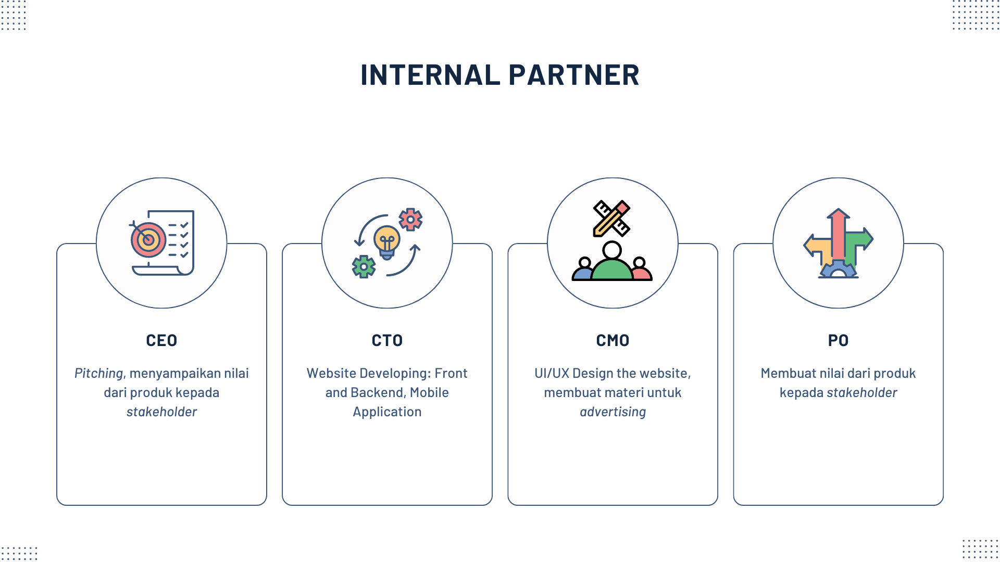 INTERNAL PARTNER
CEO
Pitching, menyampaikan nilai
dari produk kepada
stakeholder
CTO
Website Developing: Front
and Backend, Mobile
Application
CMO
UI/UX Design the website,
membuat materi untuk
advertising
PO
Membuat nilai dari produk
kepada stakeholder